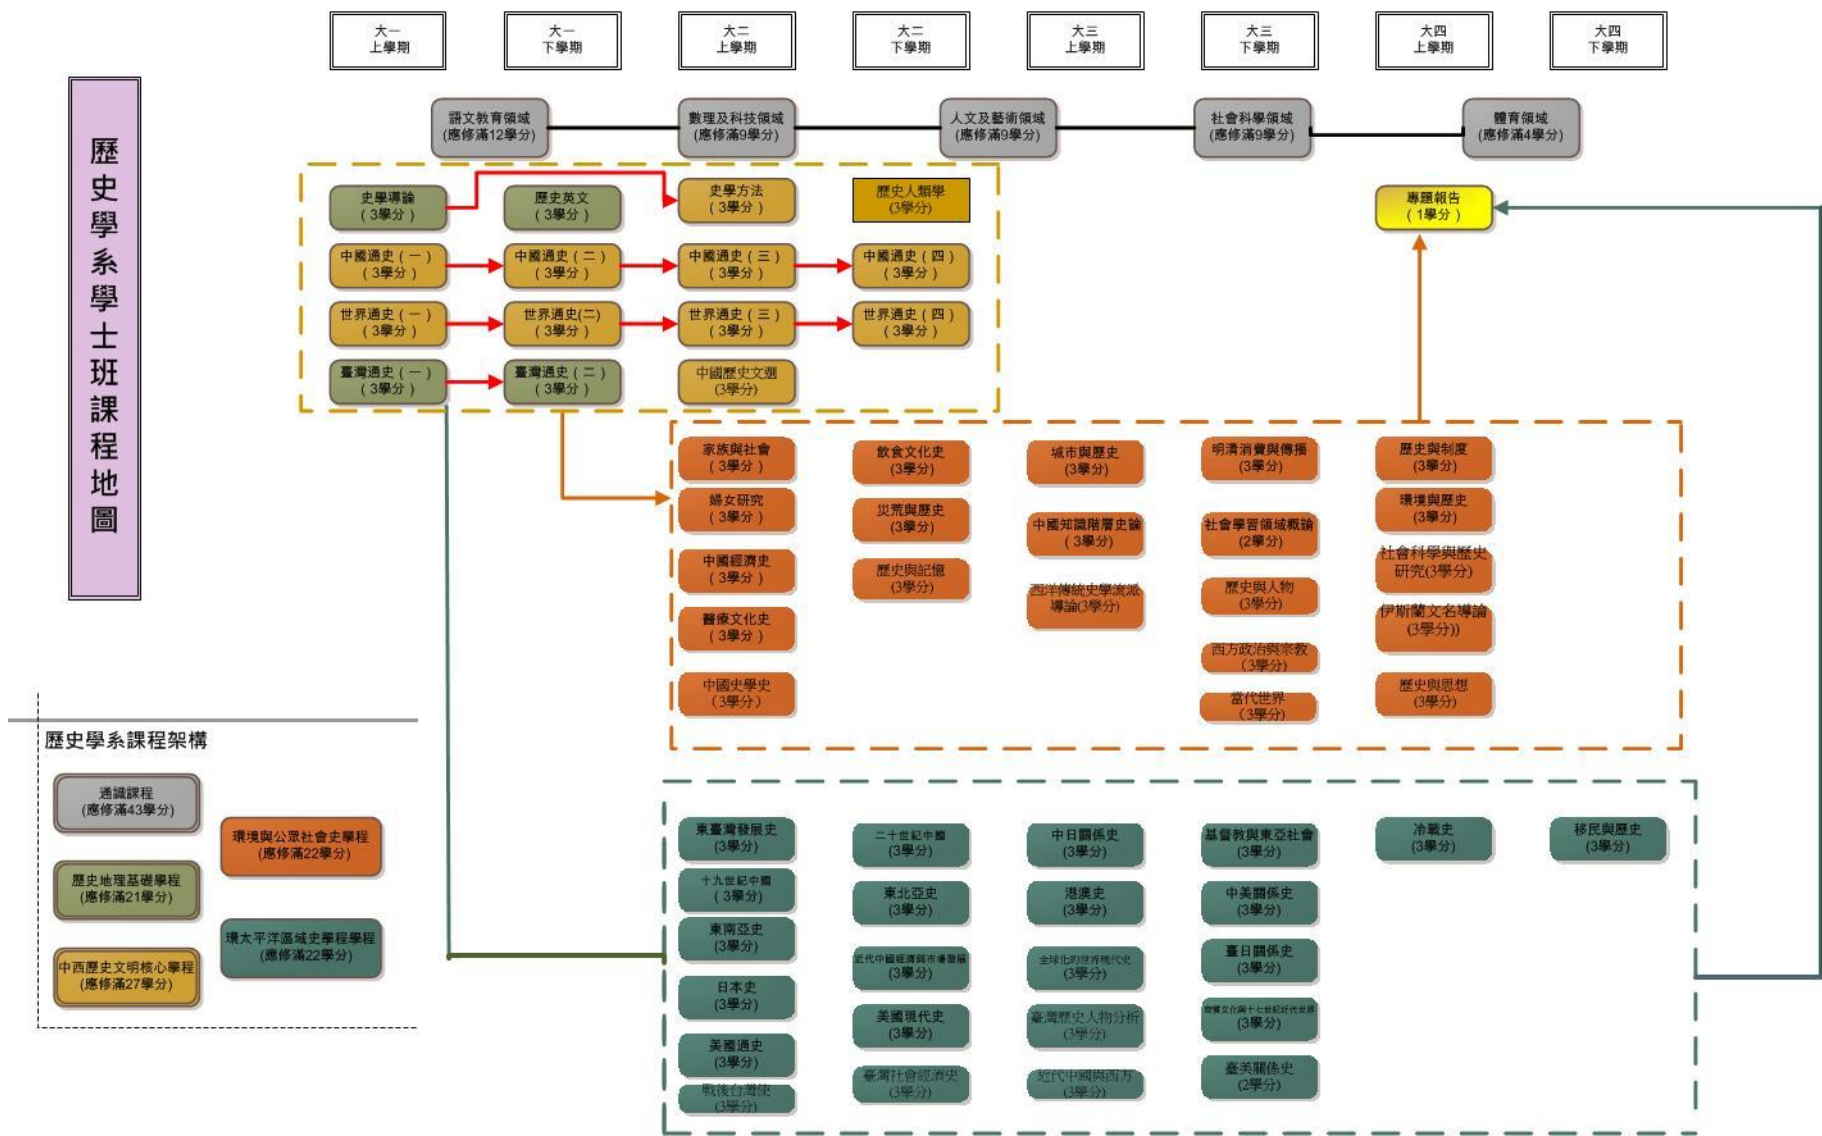 大一
上學期
大一
下學期
大二
上學期
大二
下學期
大三
上學期
大三
下學期
大四
上學期
大四
下學期
歷史學系學士班課程地圖
語文教育領域
(應修滿12學分)
數理及科技領域
(應修滿9學分)
人文及藝術領域
(應修滿9學分)
社會科學領域
(應修滿9學分)
體育領域
(應修滿4學分)
史學導論
(3學分)
歷史英文
(3學分)
史學方法
(3學分)
歷史人類學
(3學分)
專題報告
(1學分)
中國通史(一)
(3學分)
中國通史(二)
(3學分)
中國通史(三)
(3學分)
中國通史(四)
(3學分)
世界通史(一)
(3學分)
世界通史(二)
(3學分)
世界通史(三)
(3學分)
世界通史(四)
(3學分)
臺灣通史(一)
(3學分)
臺灣通史(二)
(3學分)
中國歷史文選
(3學分)
家族與社會
(3學分)
飲食文化史
(3學分)
城市與歷史
(3學分)
明清消費與傳播
(3學分)
歷史與制度
(3學分)
婦女研究
(3學分)
災荒與歷史
(3學分)
中國知識階層史論
(3學分)
社會學習領域概論
(2學分)
環境與歷史
(3學分)
中國經濟史
(3學分)
歷史與記憶
(3學分)
西洋傳統史學流派
導論(3學分)
歷史與人物
(3學分)
社會科學與歷史
研究(3學分)
醫療文化史
(3學分)
西方政治與宗教
(3學分)
伊斯蘭文名導論
(3學分))
中國史學史
(3學分)
當代世界
(3學分)
歷史與思想
(3學分)
歷史學系課程架構
通識課程
(應修滿43學分)
環境與公眾社會史學程
(應修滿22學分)
歷史地理基礎學程
(應修滿21學分)
環太平洋區域史學程學程
(應修滿22學分)
中西歷史文明核心學程
(應修滿27學分)
東臺灣發展史
(3學分)
二十世紀中國
(3學分)
中日關係史
(3學分)
基督教與東亞社會
(3學分)
冷戰史
(3學分)
移民與歷史
(3學分)
十九世紀中國
(3學分)
東北亞史
(3學分)
港澳史
(3學分)
中美關係史
(3學分)
東南亞史
(3學分)
近代中國經濟與市場發展
(3學分)
全球化的世界現代史
(3學分)
臺日關係史
(3學分)
日本史
(3學分)
美國現代史
(3學分)
臺灣歷史人物分析
(3學分)
文化與十七世紀近代世界
(3學分)
美國通史
(3學分)
臺灣社會經濟史
(3學分)
近代中國與西方
(3學分)
臺美關係史
(2學分)
戰後台灣使
(3學分)